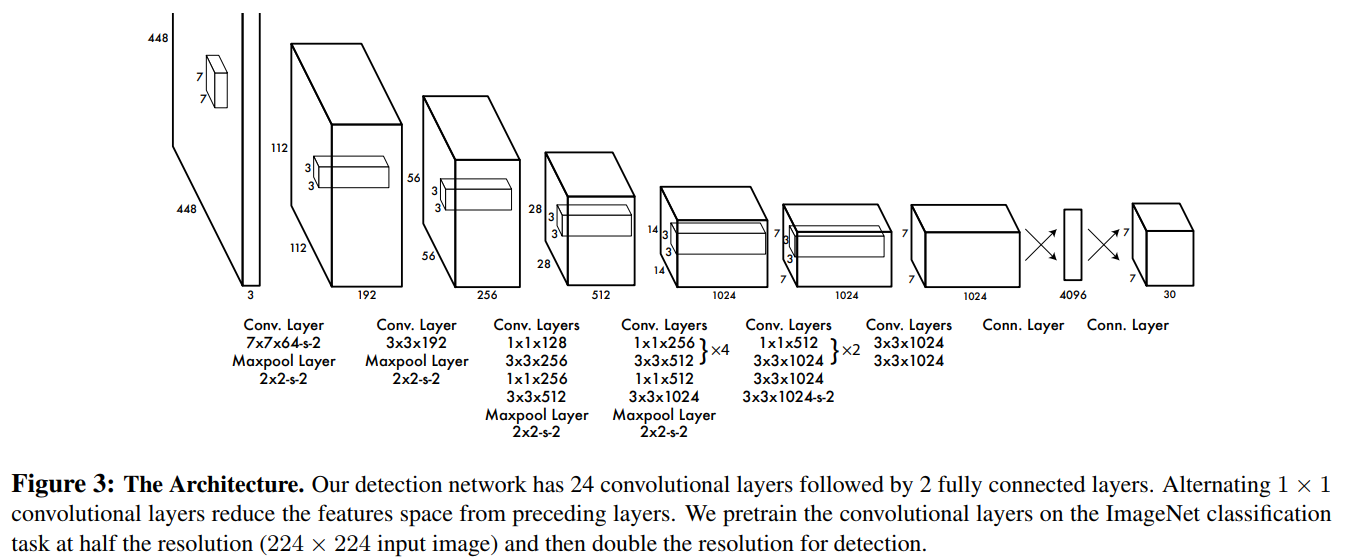 448
7
7
448
3
112
3
3
112
192
56
3
3
56
256
28
3
3
28
512
14
3
3
14
1024
7
3
3
7
1024
7
7
1024
4096
7
7
30
Conv. Layer
7x7x64-s-2
Maxpool Layer
2x2-s-2
Conv. Layer
3x3x192
Maxpool Layer
2x2-s-2
Conv. Layers
1x1x128
3x3x256
1x1x256
3x3x512
Maxpool Layer
2x2-s-2
Conv. Layers
1x1x256
3x3x512 }×4
1x1x512
3x3x1024
Maxpool Layer
2x2-s-2
Conv. Layers
1x1x512
3x3x1024 }×2
3x3x1024
3x3x1024-s-2
Conv. Layers
3x3x1024
3x3x1024
Conn. Layer
Conn. Layer
Figure 3: The Architecture. Our detection network has 24 convolutional layers followed by 2 fully connected layers. Alternating 1 × 1
convolutional layers reduce the features space from preceding layers. We pretrain the convolutional layers on the ImageNet classification
task at half the resolution (224 × 224 input image) and then double the resolution for detection.